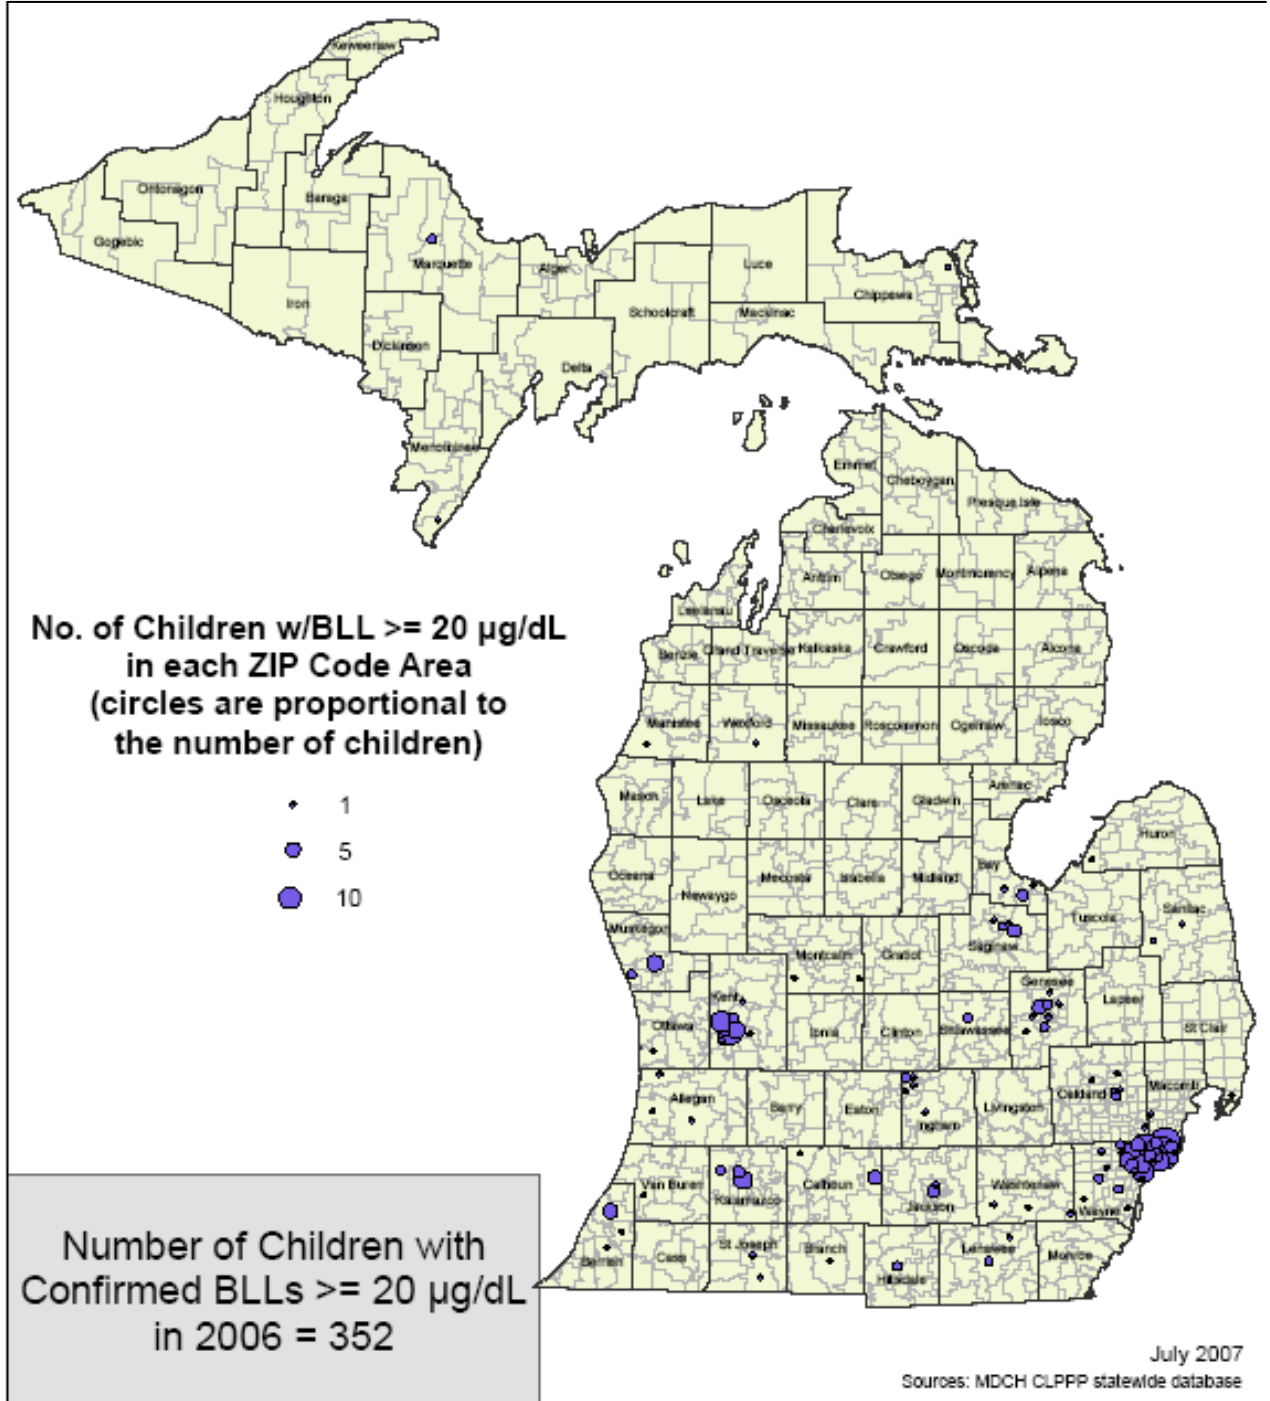 Keweenaw
Houghton
Ontonagon
Baraga
Gogebic
Marquette
Alger
Luce
Chippewa
Iron
Schoolcraft
Mackinac
Dickinson
Delta
Menominee
Emmet
Cheboygan
Presque Isle
Charlevoix
Antrim
Otsego
Montmorency
Alpena
Leelanau
No. of Children w/BLL >= 20 µg/dL
in each ZIP Code Area
(circles are proportional to
the number of children)
1
5
10
Benzie
Grand Traverse
Kalkaska
Crawford
Oscoda
Alcona
Manistee
Wexford
Missaukee
Roscommon
Ogemaw
Iosco
Mason
Lake
Osceola
Clare
Gladwin
Arenac
Huron
Oceana
Newaygo
Mecosta
Isabella
Midland
Bay
Tuscola
Sanilac
Muskegon
Montcalm
Gratiot
Saginaw
Genesee
Lapeer
St Clair
Kent
Ottawa
Ionia
Clinton
Shiawassee
Allegan
Barry
Eaton
Ingham
Livingston
Oakland
Macomb
Van Buren
Kalamazoo
Calhoun
Jackson
Washtenaw
Wayne
Berrien
Cass
St Joseph
Branch
Hillsdale
Lenawee
Monroe
Number of Children with
Confirmed BLLs >= 20 µg/dL
in 2006 = 352
July 2007
Sources: MDCH CLPPP statewide database